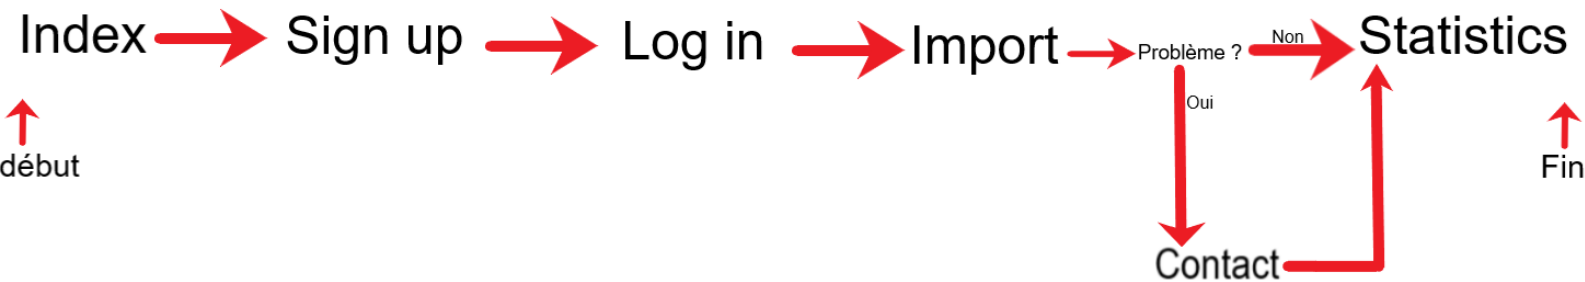 Index
Sign up
Log in
Import
Problème ?
Non
Statistics
Oui
début
Fin
Contact